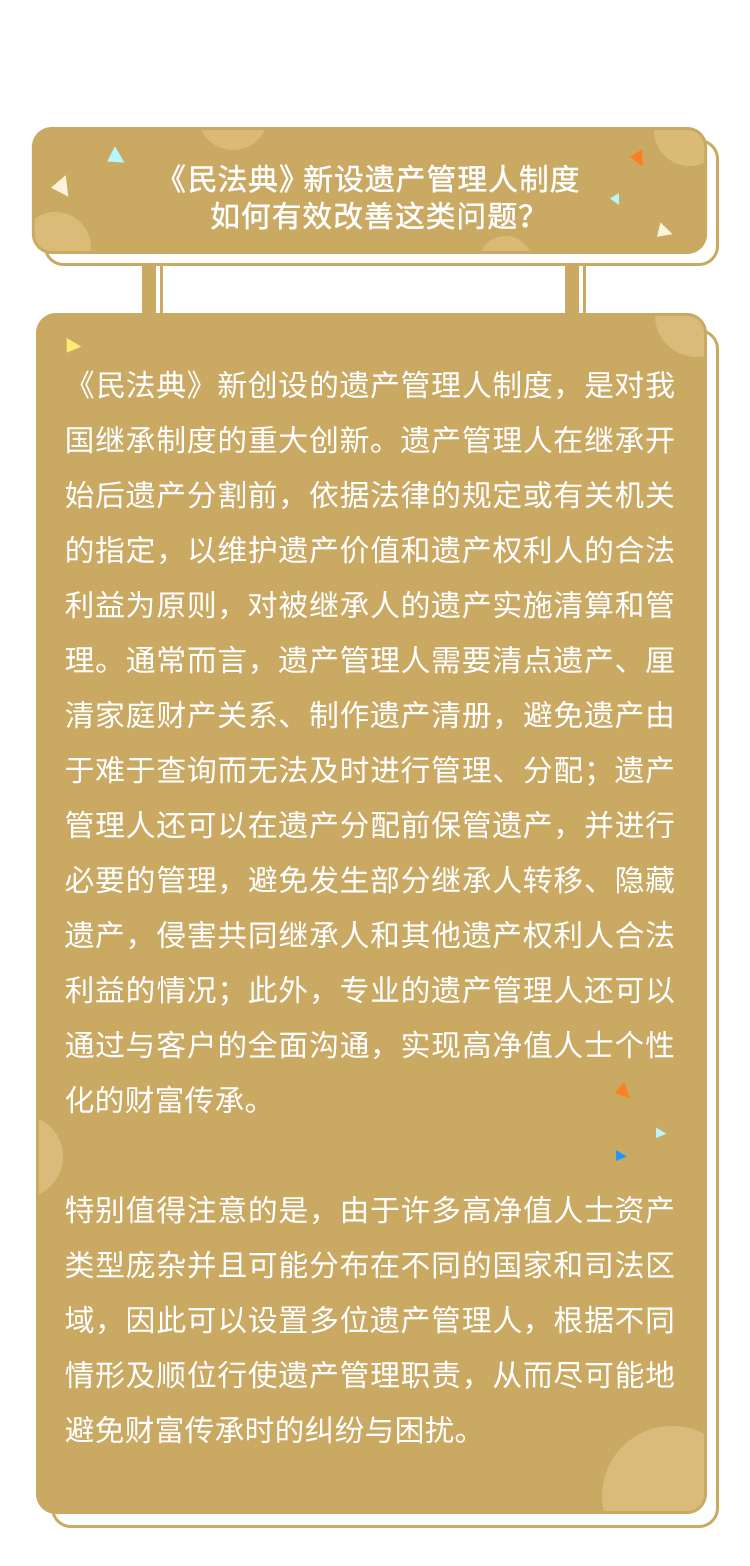 《民法典》新设遗产管理人制度
如何有效改善这类问题？
《民法典》新创设的遗产管理人制度，是对我
国继承制度的重大创新。遗产管理人在继承开
始后遗产分割前，依据法律的规定或有关机关
的指定，以维护遗产价值和遗产权利人的合法
利益为原则，对被继承人的遗产实施清算和管
理。通常而言，遗产管理人需要清点遗产、厘
清家庭财产关系、制作遗产清册，避免遗产由
于难于查询而无法及时进行管理、分配；遗产
管理人还可以在遗产分配前保管遗产，并进行
必要的管理，避免发生部分继承人转移、隐藏
遗产，侵害共同继承人和其他遗产权利人合法
利益的情况；此外，专业的遗产管理人还可以
通过与客户的全面沟通，实现高净值人士个性
化的财富传承。
特别值得注意的是，由于许多高净值人士资产
类型庞杂并且可能分布在不同的国家和司法区
域，因此可以设置多位遗产管理人，根据不同
情形及顺位行使遗产管理职责，从而尽可能地
避免财富传承时的纠纷与困扰。